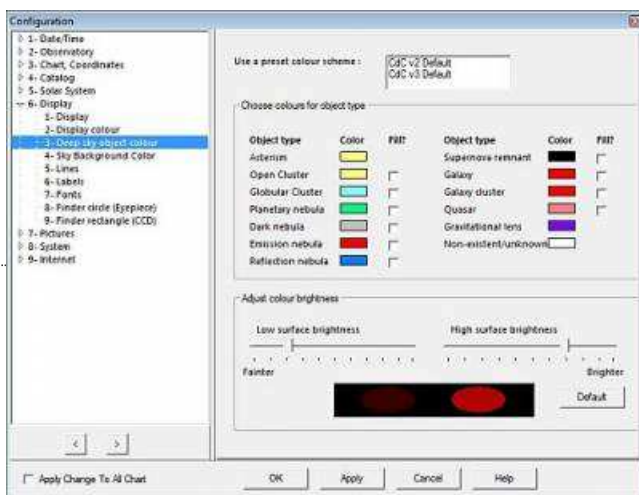 Configuration
1- Date/Time
2- Observatory
3- Chart, Coordinates
4- Catalog
5- Solar System
6- Display
1- Display
2- Display colour
3- Deep sky object colour
4- Sky Background Color
5- Lines
6- Labels
7- Fonts
8- Finder circle (Eyepiece)
9- Finder rectangle (CCD)
7- Pictures
8- System
9- Internet
< >
Use a preset colour scheme :
CdC v2 Default
CdC v3 Default
Choose colours for object type
Object type Color Fill? Object type Color Fill?
Asterism Supernova remnant
Open Cluster Galaxy
Globular Cluster Galaxy cluster
Planetary nebula Quasar
Dark nebula Gravitational lens
Emission nebula Non-existent/unknown
Reflection nebula
Adjust colour brightness
Low surface brightness High surface brightness
Fainter Brighter
Default
Apply Change To All Chart OK Apply Cancel Help